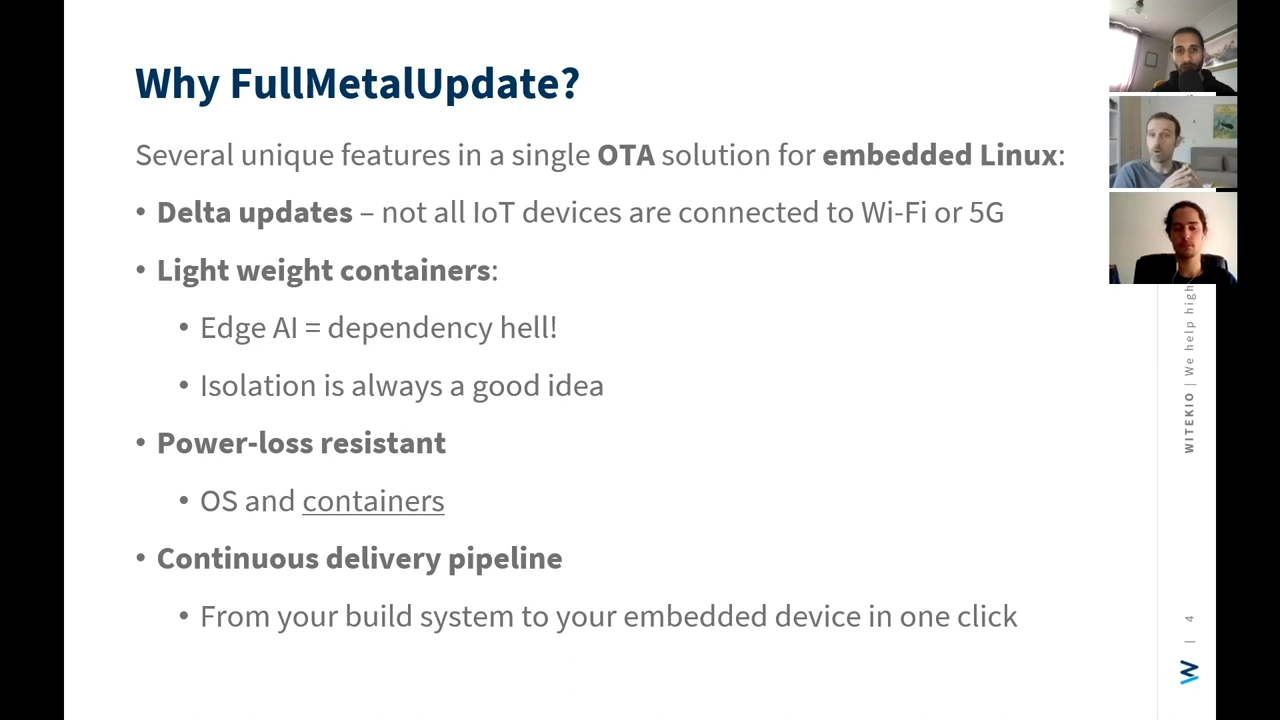 Why FullMetalUpdate?
Several unique features in a single OTA solution for embedded Linux:
• Delta updates – not all IoT devices are connected to Wi-Fi or 5G
• Light weight containers:
• Edge AI = dependency hell!
• Isolation is always a good idea
• Power-loss resistant
• OS and containers
• Continuous delivery pipeline
• From your build system to your embedded device in one click
WITEKIO | We help
| 4